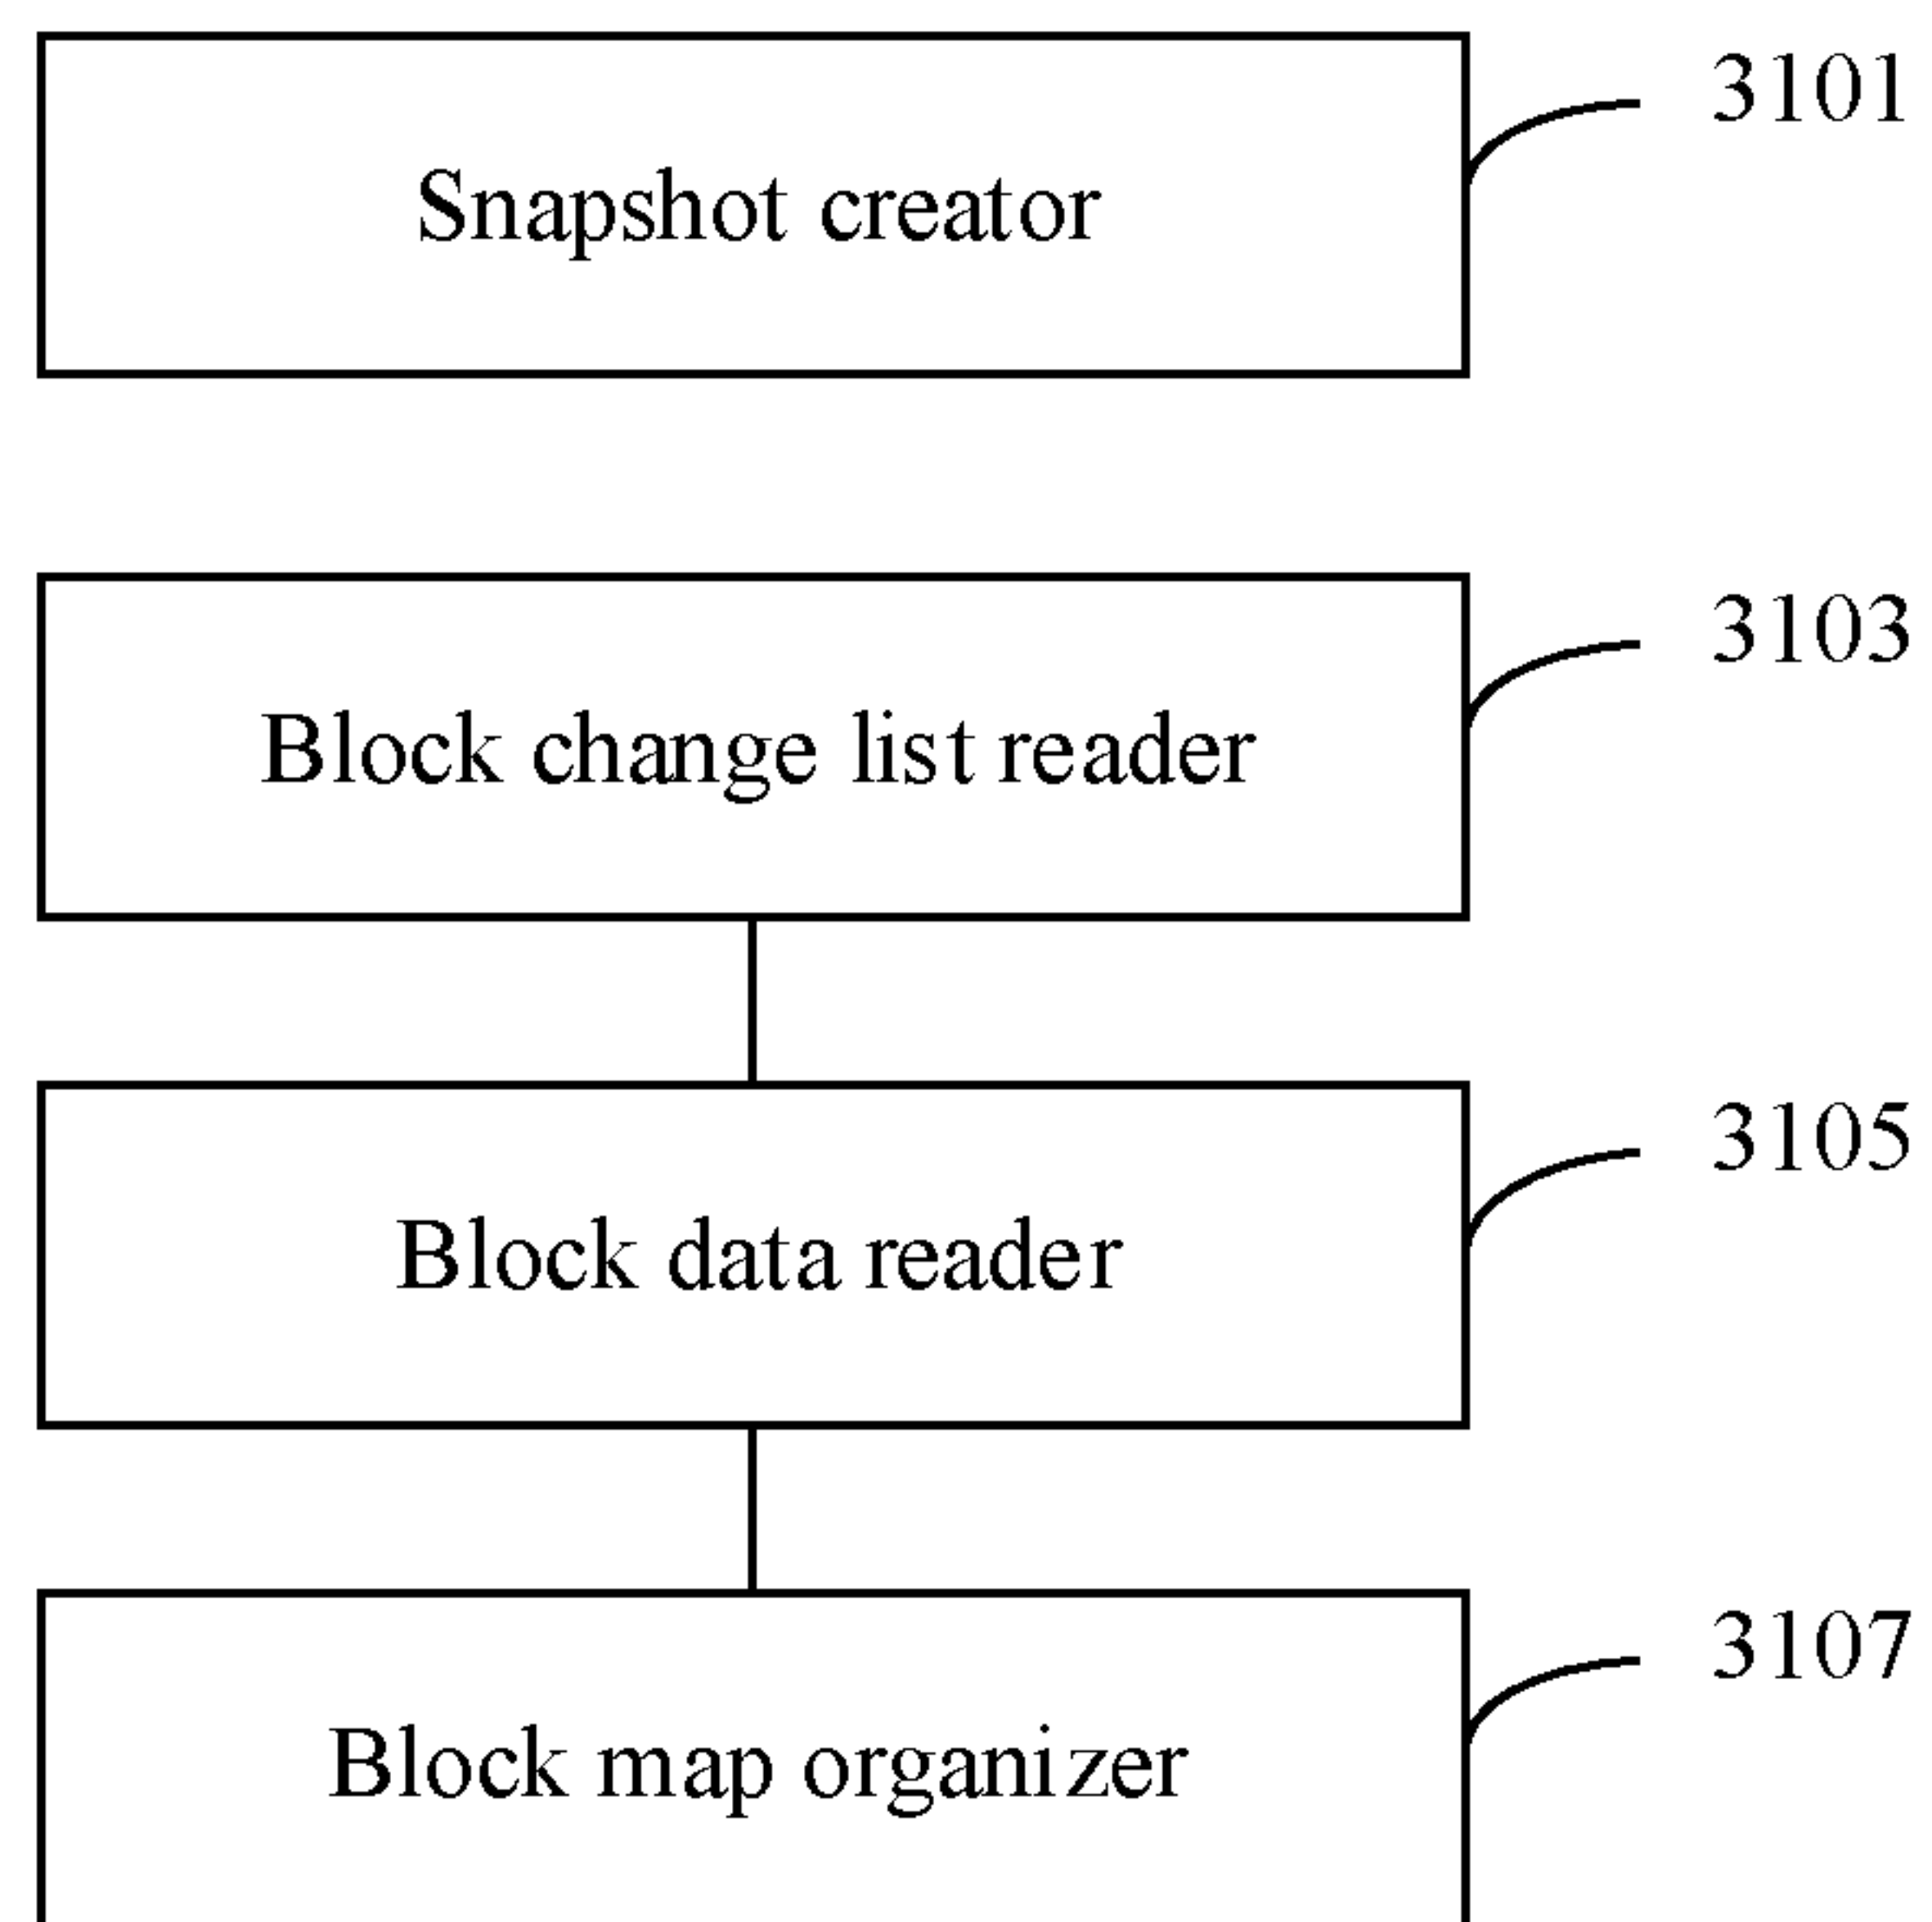 3101
Snapshot creator
3103
Block change list reader
3105
Block data reader
3107
Block map organizer